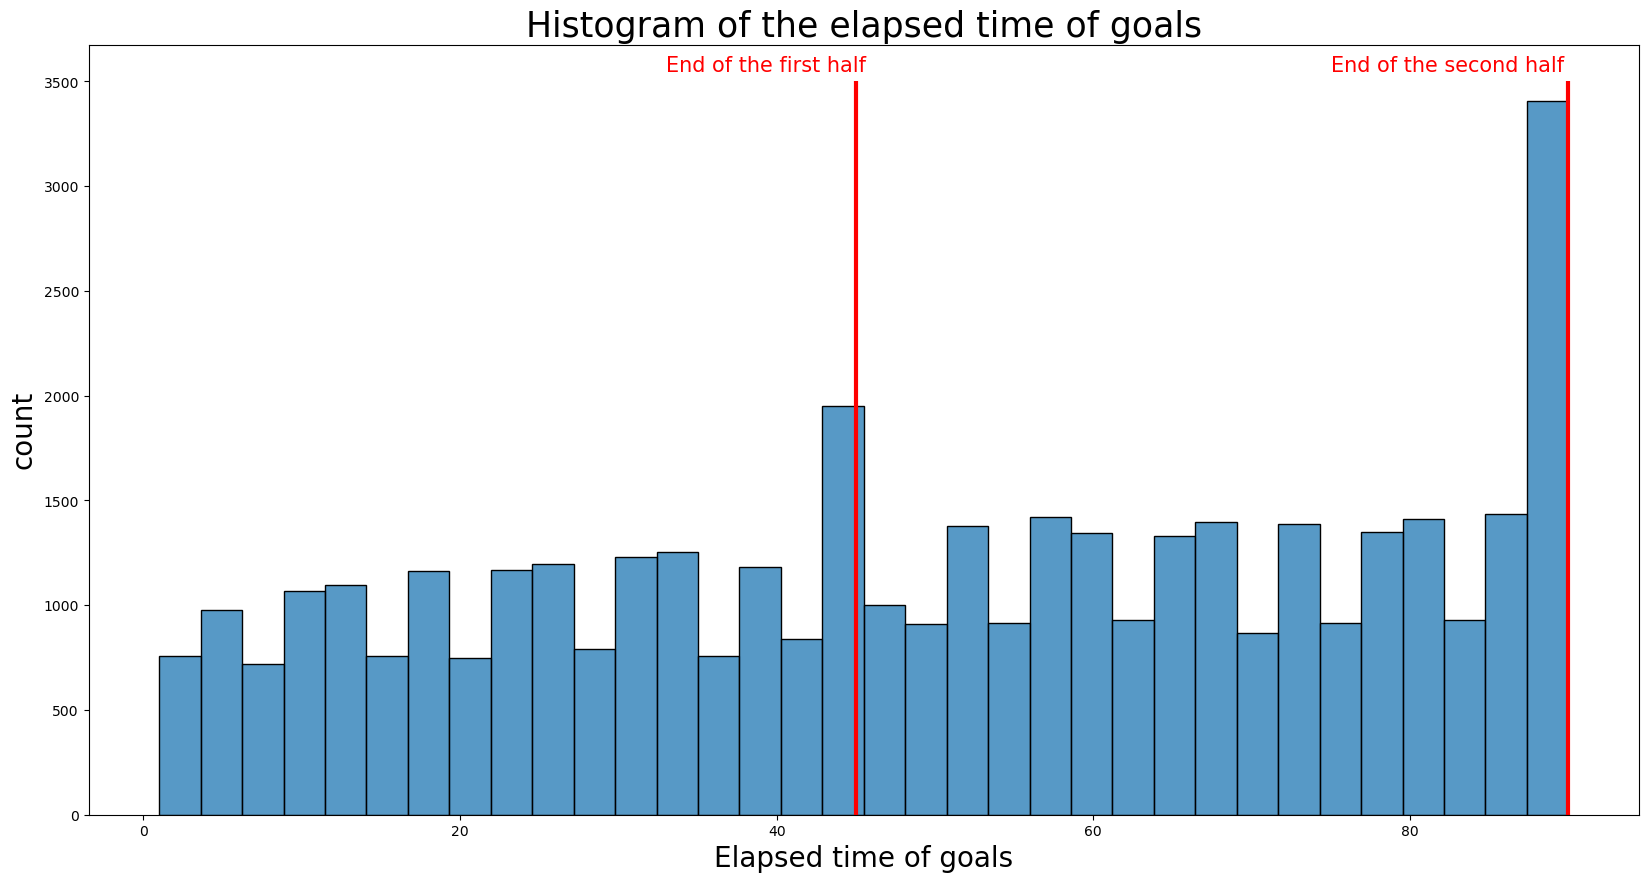 Histogram of the elapsed time of goals
End of the first half
End of the second half
3500
3000
2500
2000
1500
1000
500
0
count
0
20
40
60
80
Elapsed time of goals